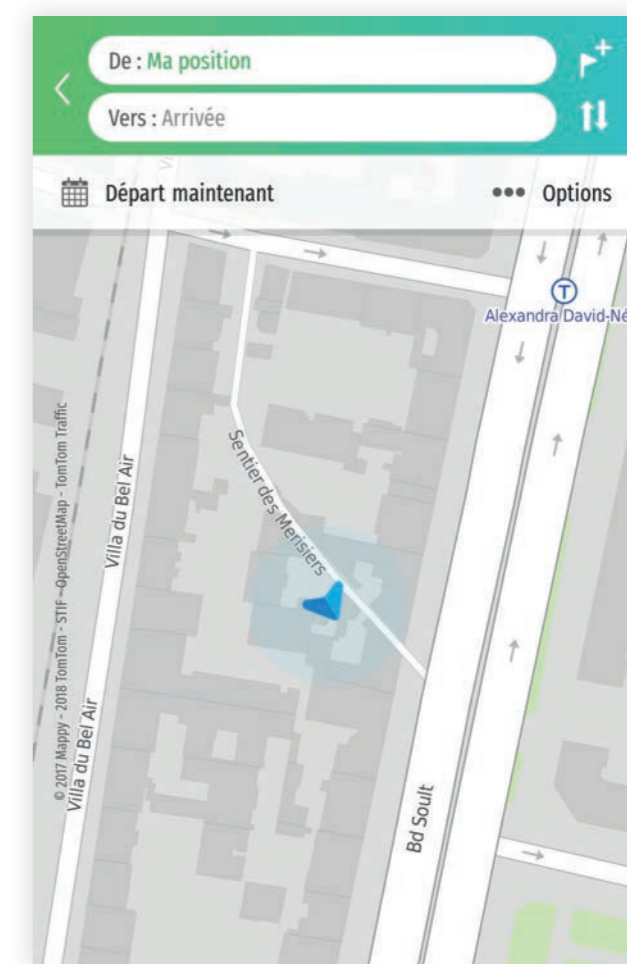 De : Ma position
Vers : Arrivée
Départ maintenant
Options
T
Alexandra David-Né
Sentier des Merisiers
Villa du Bel Air
Villa du Bel Air
Bd Soult
© 2017 Mappy - 2018 TomTom - STIF - OpenStreetMap - TomTom Traffic